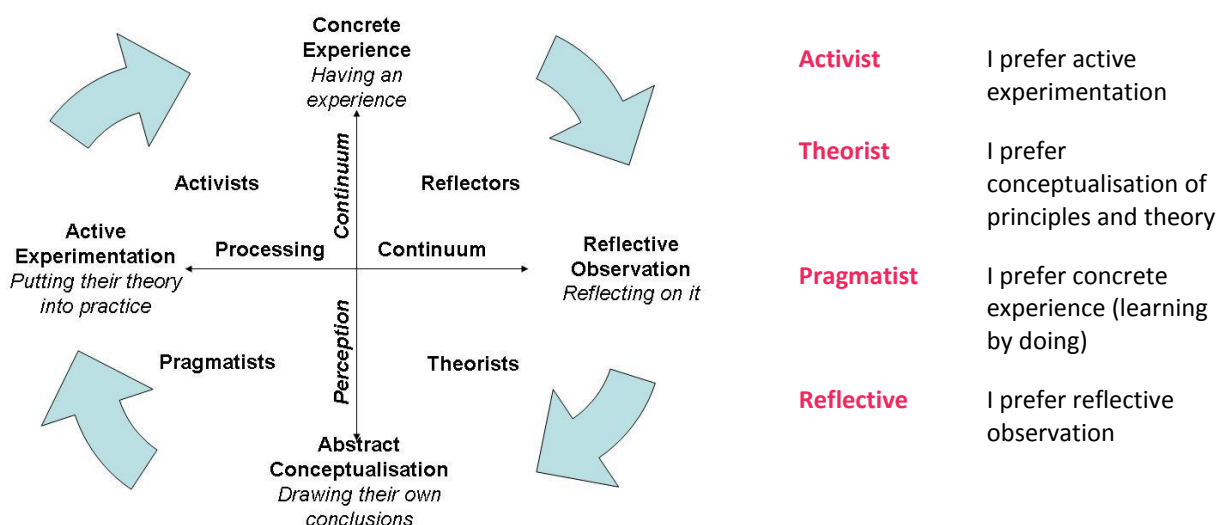 Concrete
Experience
Having an
experience
Activists
Continuum
Reflectors
Active
Experimentation
Putting their theory
into practice
Processing
Continuum
Reflective
Observation
Reflecting on it
Pragmatists
Perception
Theorists
Abstract
Conceptualisation
Drawing their own
conclusions
Activist
I prefer active
experimentation
Theorist
I prefer
conceptualisation of
principles and theory
Pragmatist
I prefer concrete
experience (learning
by doing)
Reflective
I prefer reflective
observation